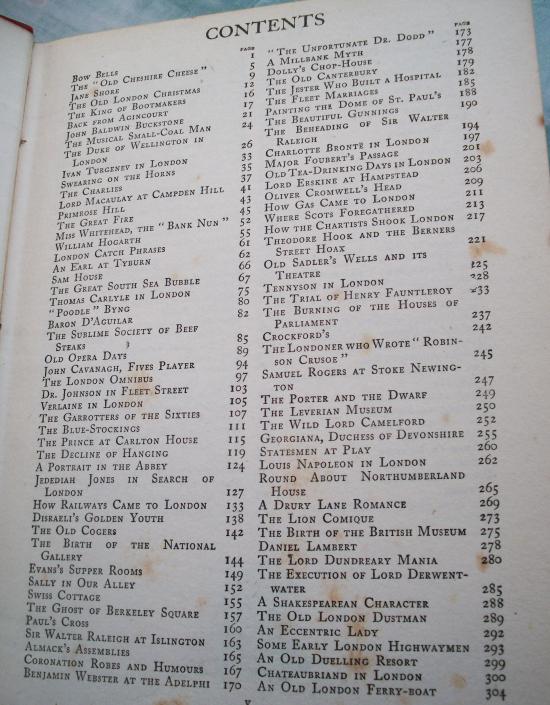 CONTENTS
PAGE
BOW BELLS 1
THE "OLD CHESHIRE CHEESE" 5
JANE SHORE 9
THE OLD LONDON CHRISTMAS 12
THE KING OF BOOTMAKERS 16
BACK FROM AGINCOURT 17
JOHN BALDWIN BUCKSTONE 21
THE MUSICAL SMALL-COAL MAN 24
THE DUKE OF WELLINGTON IN
LONDON 26
IVAN TURGENEV IN LONDON 33
SWEARING ON THE HORNS 35
THE CHARLIES 37
LORD MACAULAY AT CAMPDEN HILL 41
PRIMROSE HILL 43
THE GREAT FIRE 45
MISS WHITEHEAD, THE "BANK NUN" 52
WILLIAM HOGARTH 55
LONDON CATCH PHRASES 61
AN EARL AT TYBURN 62
SAM HOUSE 66
THE GREAT SOUTH SEA BUBBLE 67
THOMAS CARLYLE IN LONDON 75
"POODLE" BYNG 80
BARON D'AGUILAR 82
THE SUBLIME SOCIETY OF BEEF
STEAKS 85
OLD OPERA DAYS 89
JOHN CAVANAGH, FIVES PLAYER 94
THE LONDON OMNIBUS 97
DR. JOHNSON IN FLEET STREET 103
VERLAINE IN LONDON 105
THE GARROTTERS OF THE SIXTIES 107
THE BLUE-STOCKINGS 111
THE PRINCE AT CARLTON HOUSE 115
THE DECLINE OF HANGING 119
A PORTRAIT IN THE ABBEY 124
JEDEDIAH JONES IN SEARCH OF
LONDON 127
HOW RAILWAYS CAME TO LONDON 133
DISRAELI'S GOLDEN YOUTH 138
THE OLD COGERS 142
THE BIRTH OF THE NATIONAL
GALLERY 144
EVANS'S SUPPER ROOMS 149
SALLY IN OUR ALLEY 152
SWISS COTTAGE 155
THE GHOST OF BERKELEY SQUARE 157
PAUL'S CROSS 160
SIR WALTER RALEIGH AT ISLINGTON 163
ALMACK'S ASSEMBLIES 165
CORONATION ROBES AND HUMOURS 167
BENJAMIN WEBSTER AT THE ADELPHI 170
PAGE
"THE UNFORTUNATE DR. DODD" 173
A MILLBANK MYTH 177
DOLLY'S CHOP-HOUSE 178
THE OLD CANTERBURY 179
THE JESTER WHO BUILT A HOSPITAL 182
THE FLEET MARRIAGES 185
PAINTING THE DOME OF ST. PAUL'S 188
THE BEAUTIFUL GUNNINGS 190
THE BEHEADING OF SIR WALTER
RALEIGH 194
CHARLOTTE BRONTË IN LONDON 197
MAJOR FOUBERT'S PASSAGE 201
OLD TEA-DRINKING DAYS IN LONDON 203
LORD ERSKINE AT HAMPSTEAD 206
OLIVER CROMWELL'S HEAD 209
HOW GAS CAME TO LONDON 211
WHERE SCOTS FOREGATHERED 213
HOW THE CHARTISTS SHOOK LONDON 217
THEODORE HOOK AND THE BERNERS
STREET HOAX 221
OLD SADLER'S WELLS AND ITS
THEATRE 225
TENNYSON IN LONDON 228
THE TRIAL OF HENRY FAUNTLEROY 233
THE BURNING OF THE HOUSES OF
PARLIAMENT 237
CROCKFORD'S 242
THE LONDONER WHO WROTE "ROBIN-
SON CRUSOE" 245
SAMUEL ROGERS AT STOKE NEWING-
TON 247
THE PORTER AND THE DWARF 249
THE LEVERIAN MUSEUM 250
THE WILD LORD CAMELFORD 252
GEORGIANA, DUCHESS OF DEVONSHIRE 255
STATESMEN AT PLAY 260
LOUIS NAPOLEON IN LONDON 262
ROUND ABOUT NORTHUMBERLAND
HOUSE 265
A DRURY LANE ROMANCE 269
THE LION COMIQUE 273
THE BIRTH OF THE BRITISH MUSEUM 275
DANIEL LAMBERT 278
THE LORD DUNDREARY MANIA 280
THE EXECUTION OF LORD DERWENT-
WATER 285
A SHAKESPEAREAN CHARACTER 288
THE OLD LONDON DUSTMAN 289
AN ECCENTRIC LADY 292
SOME EARLY LONDON HIGHWAYMEN 293
AN OLD DUELLING RESORT 299
CHATEAUBRIAND IN LONDON 300
AN OLD LONDON FERRY-BOAT 304
v